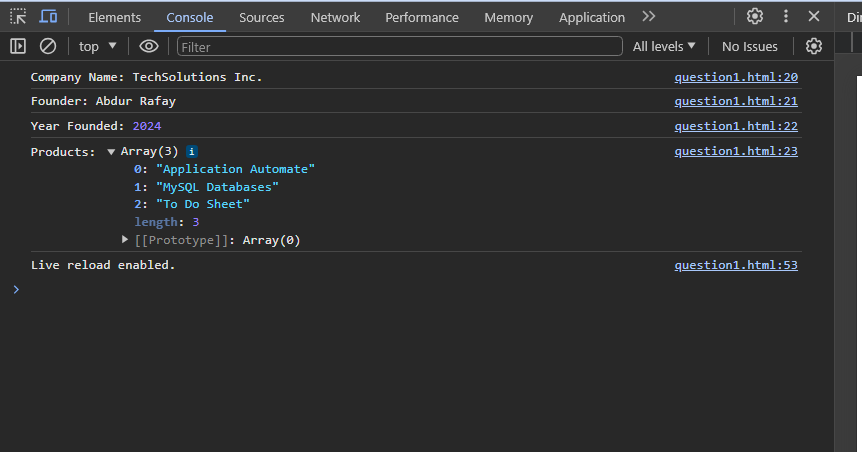 Elements Console Sources Network Performance Memory Application
top Filter All levels No Issues
Company Name: TechSolutions Inc. question1.html:20
Founder: Abdur Rafay question1.html:21
Year Founded: 2024 question1.html:22
Products: Array(3) i question1.html:23
0: "Application Automate"
1: "MySQL Databases"
2: "To Do Sheet"
length: 3
[[Prototype]]: Array(0)
Live reload enabled. question1.html:53